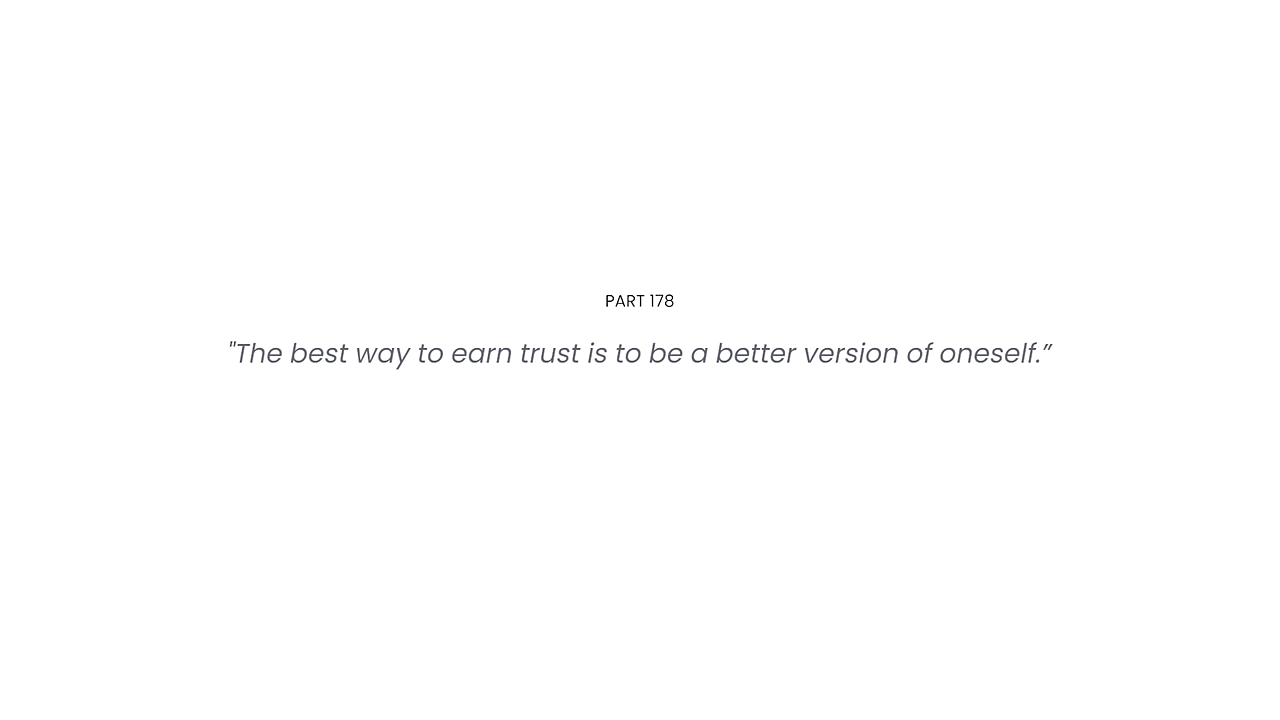 PART 178
"The best way to earn trust is to be a better version of oneself.”